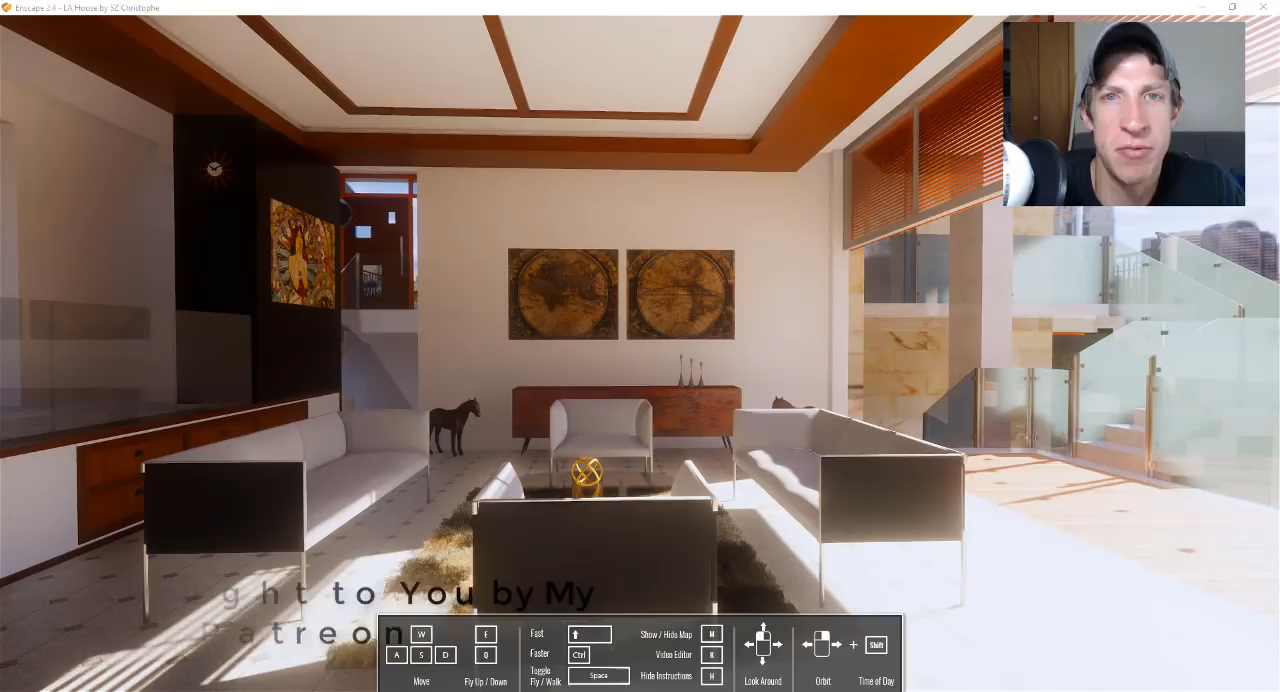 Enscape 2.4 - LA House by SZ Christophe
ght to You by My
Patreon
W
A S D
Move
E
Q
Fly Up / Down
Fast
Faster Ctrl
Toggle
Fly / Walk Space
Show / Hide Map M
Video Editor K
Hide Instructions H
Look Around
Orbit
+ Shift
Time of Day